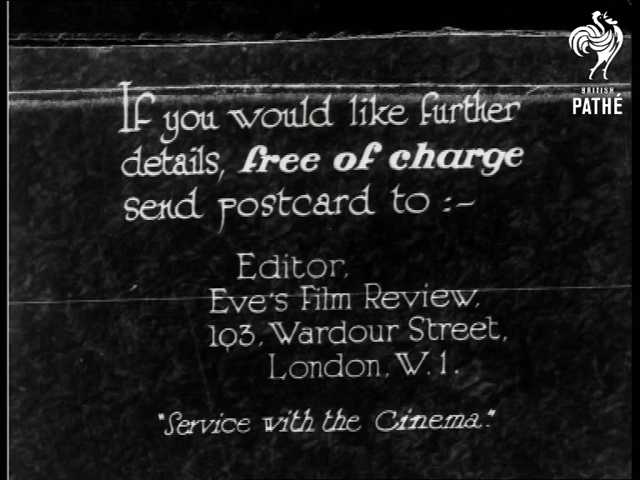 BRITISH
PATHÉ
If you would like further
details, free of charge
send postcard to :-
Editor,
Eve's Film Review,
103, Wardour Street,
London, W.1.
"Service with the Cinema."